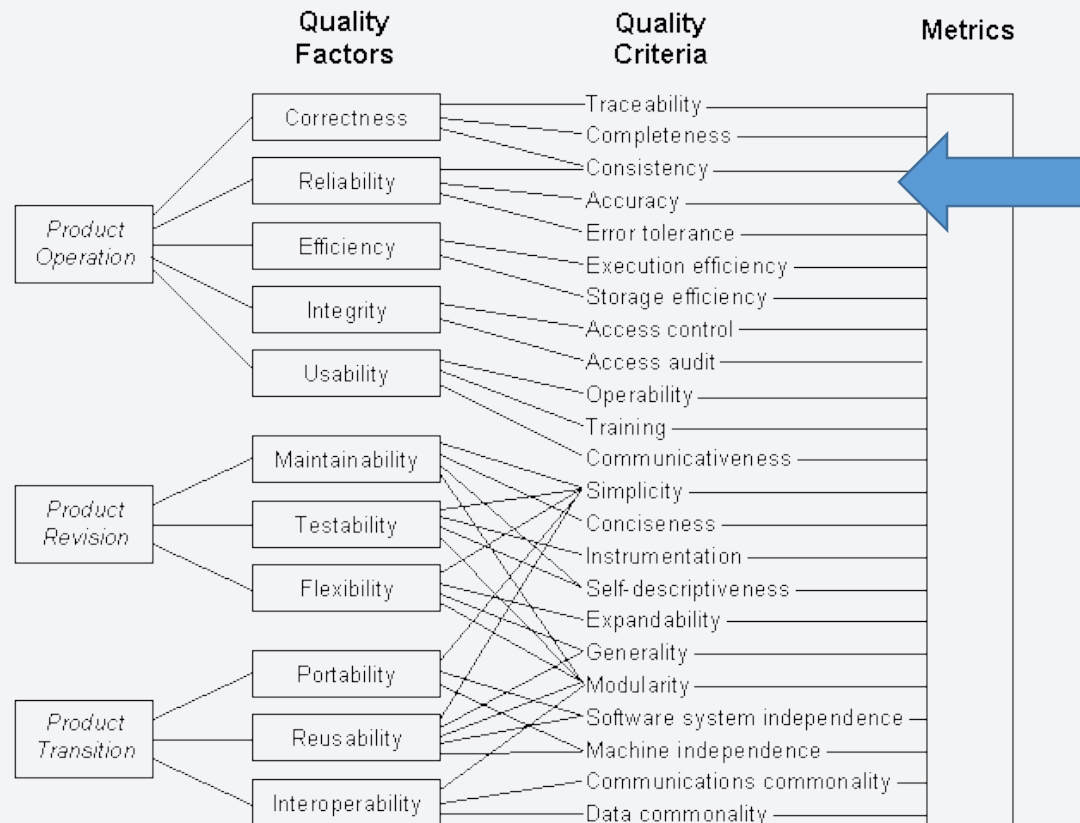 Quality
Factors
Quality
Criteria
Metrics
Product
Operation
Product
Revision
Product
Transition
Correctness
Reliability
Efficiency
Integrity
Usability
Maintainability
Testability
Flexibility
Portability
Reusability
Interoperability
Traceability
Completeness
Consistency
Accuracy
Error tolerance
Execution efficiency
Storage efficiency
Access control
Access audit
Operability
Training
Communicativeness
Simplicity
Conciseness
Instrumentation
Self-descriptiveness
Expandability
Generality
Modularity
Software system independence
Machine independence
Communications commonality
Data commonality